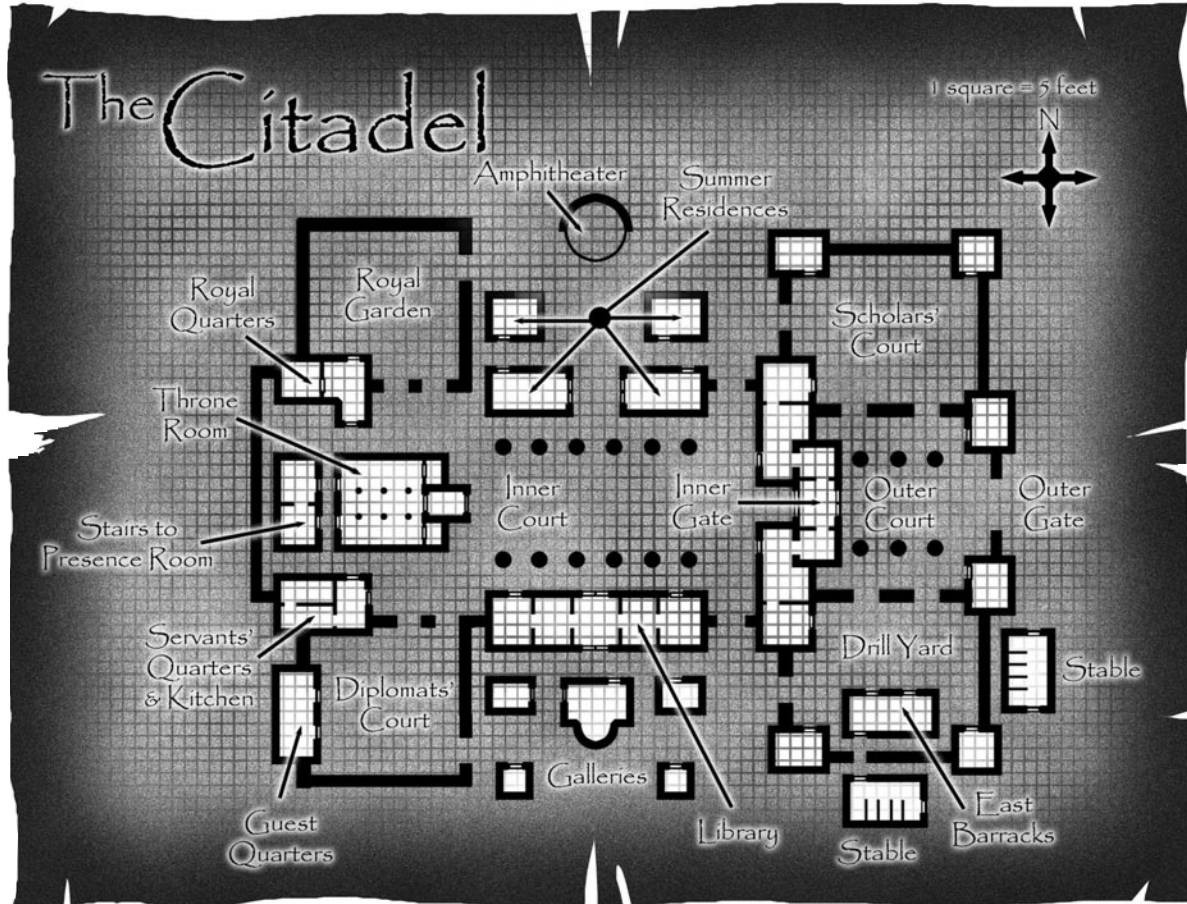 The Citadel
1 square = 5 feet
N
Amphitheater
Summer
Residences
Royal
Quarters
Royal
Garden
Scholars'
Court
Throne
Room
Inner
Court
Inner
Gate
Outer
Court
Outer
Gate
Stairs to
Presence Room
Servants'
Quarters
& Kitchen
Diplomats'
Court
Drill Yard
Stable
Galleries
Guest
Quarters
Library
East
Barracks
Stable